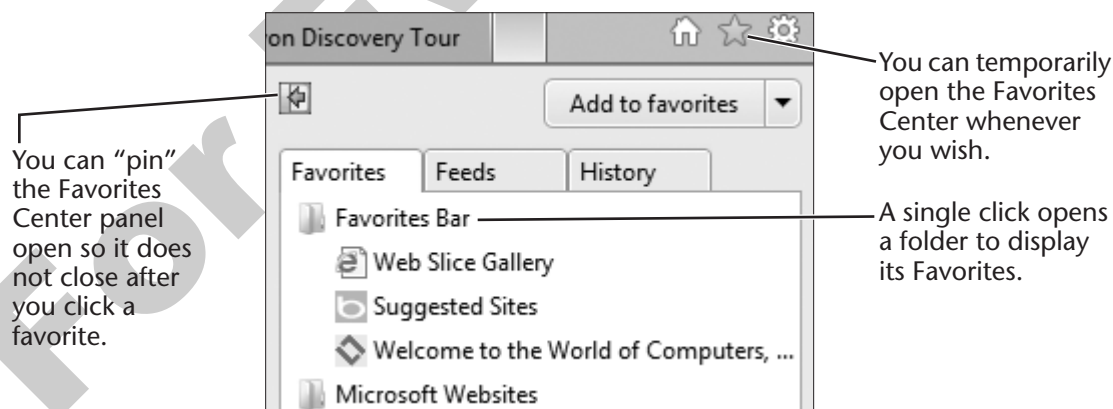 on Discovery Tour
You can temporarily
open the Favorites
Center whenever
you wish.
Add to favorites
You can “pin”
the Favorites
Center panel
open so it does
not close after
you click a
favorite.
Favorites
Feeds
History
Favorites Bar
A single click opens
a folder to display
its Favorites.
Web Slice Gallery
Suggested Sites
Welcome to the World of Computers, ...
Microsoft Websites
For